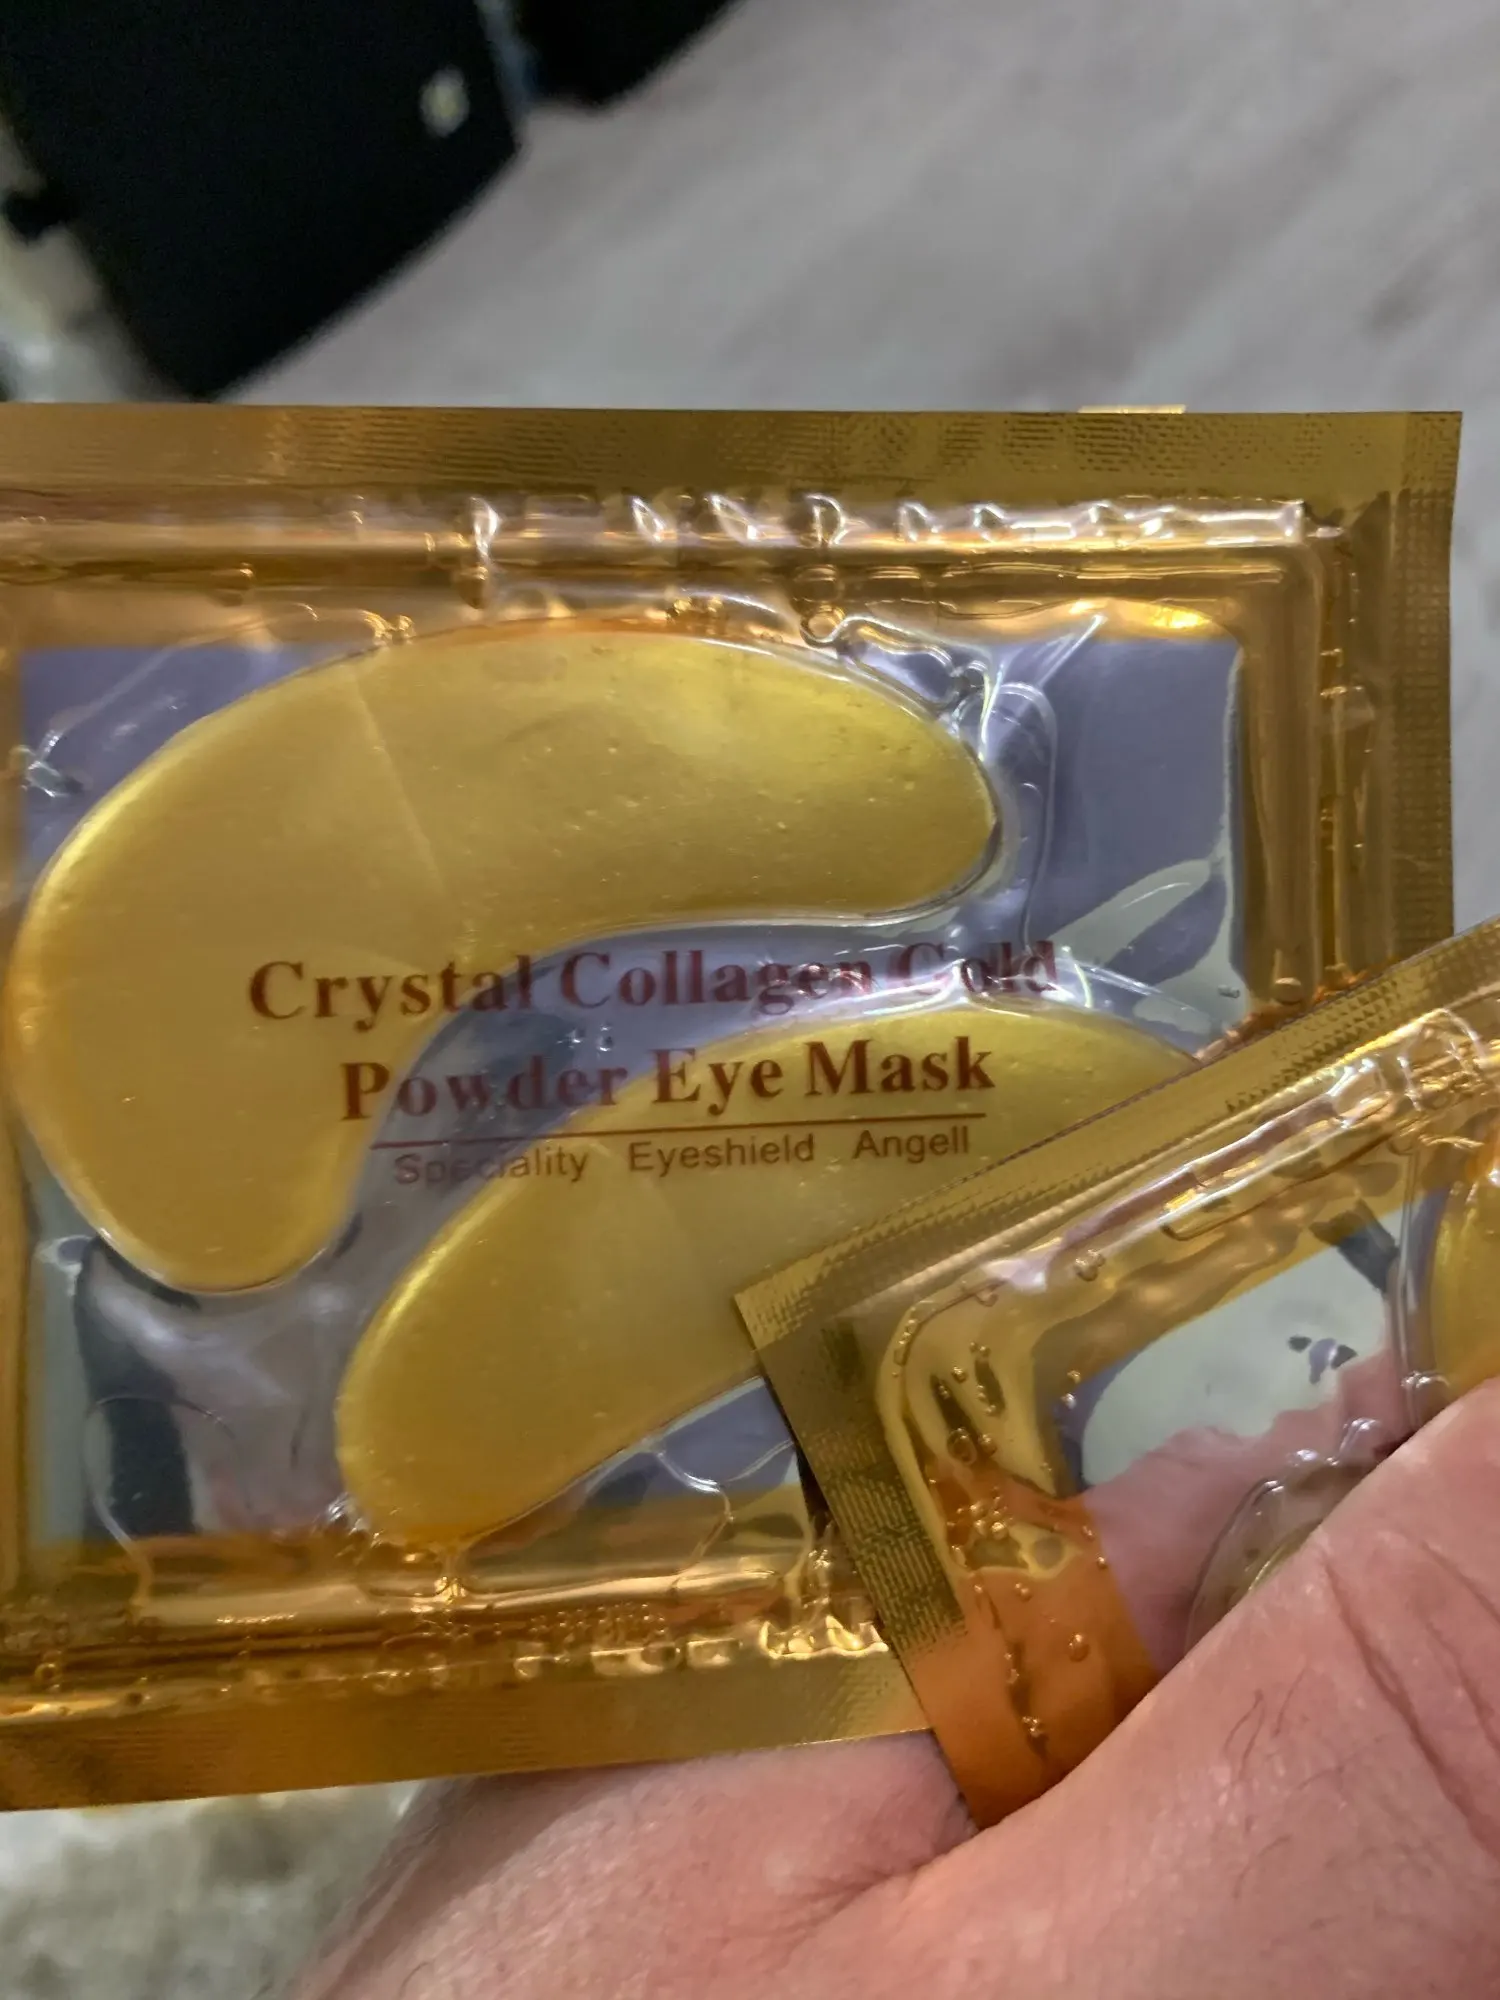 Crystal Collagen Gold
Powder Eye Mask
Speciality Eyeshield Angell